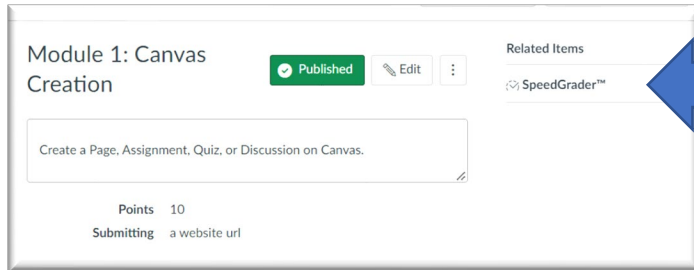 Module 1: Canvas
Creation
Published
Edit
Related Items
SpeedGrader™
Create a Page, Assignment, Quiz, or Discussion on Canvas.
Points 10
Submitting a website url